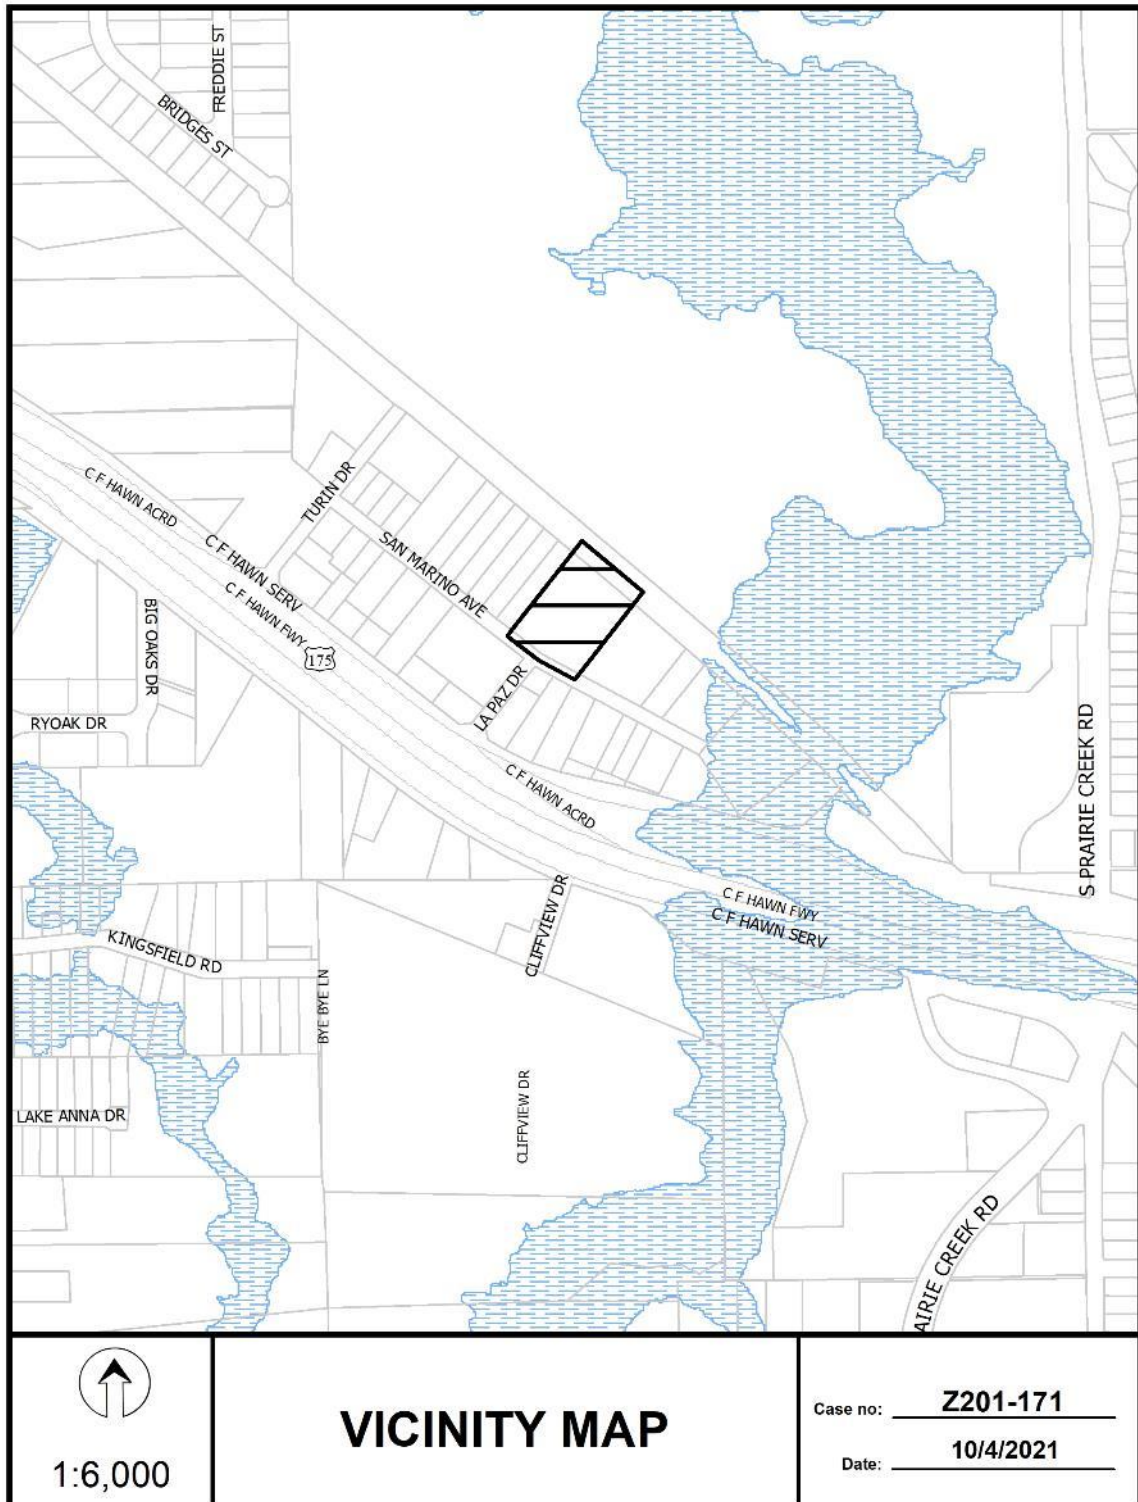 FREDDIE ST
BRIDGES ST
TURIN DR
C F HAWN ACRD
C F HAWN SERV
SAN MARINO AVE
C F HAWN FWY
175
BIG OAKS DR
LA PAZ DR
RYOAK DR
S PRAIRIE CREEK RD
C F HAWN ACRD
C F HAWN FWY
C F HAWN SERV
CLIFFVIEW DR
KINGSFIELD RD
BYE BYE LN
CLIFFVIEW DR
LAKE ANNA DR
AIRIE CREEK RD
1:6,000
VICINITY MAP
Case no: Z201-171
Date: 10/4/2021